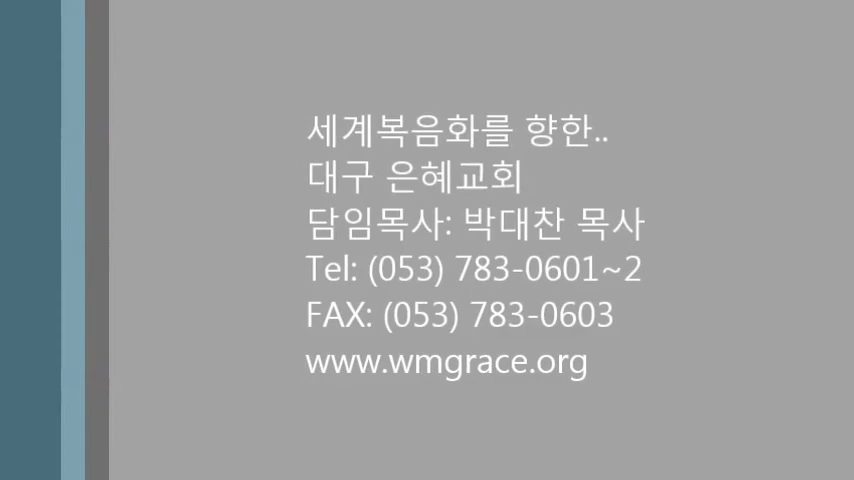 세계복음화를 향한..
대구 은혜교회
담임목사: 박대찬 목사
Tel: (053) 783-0601~2
FAX: (053) 783-0603
www.wmgrace.org